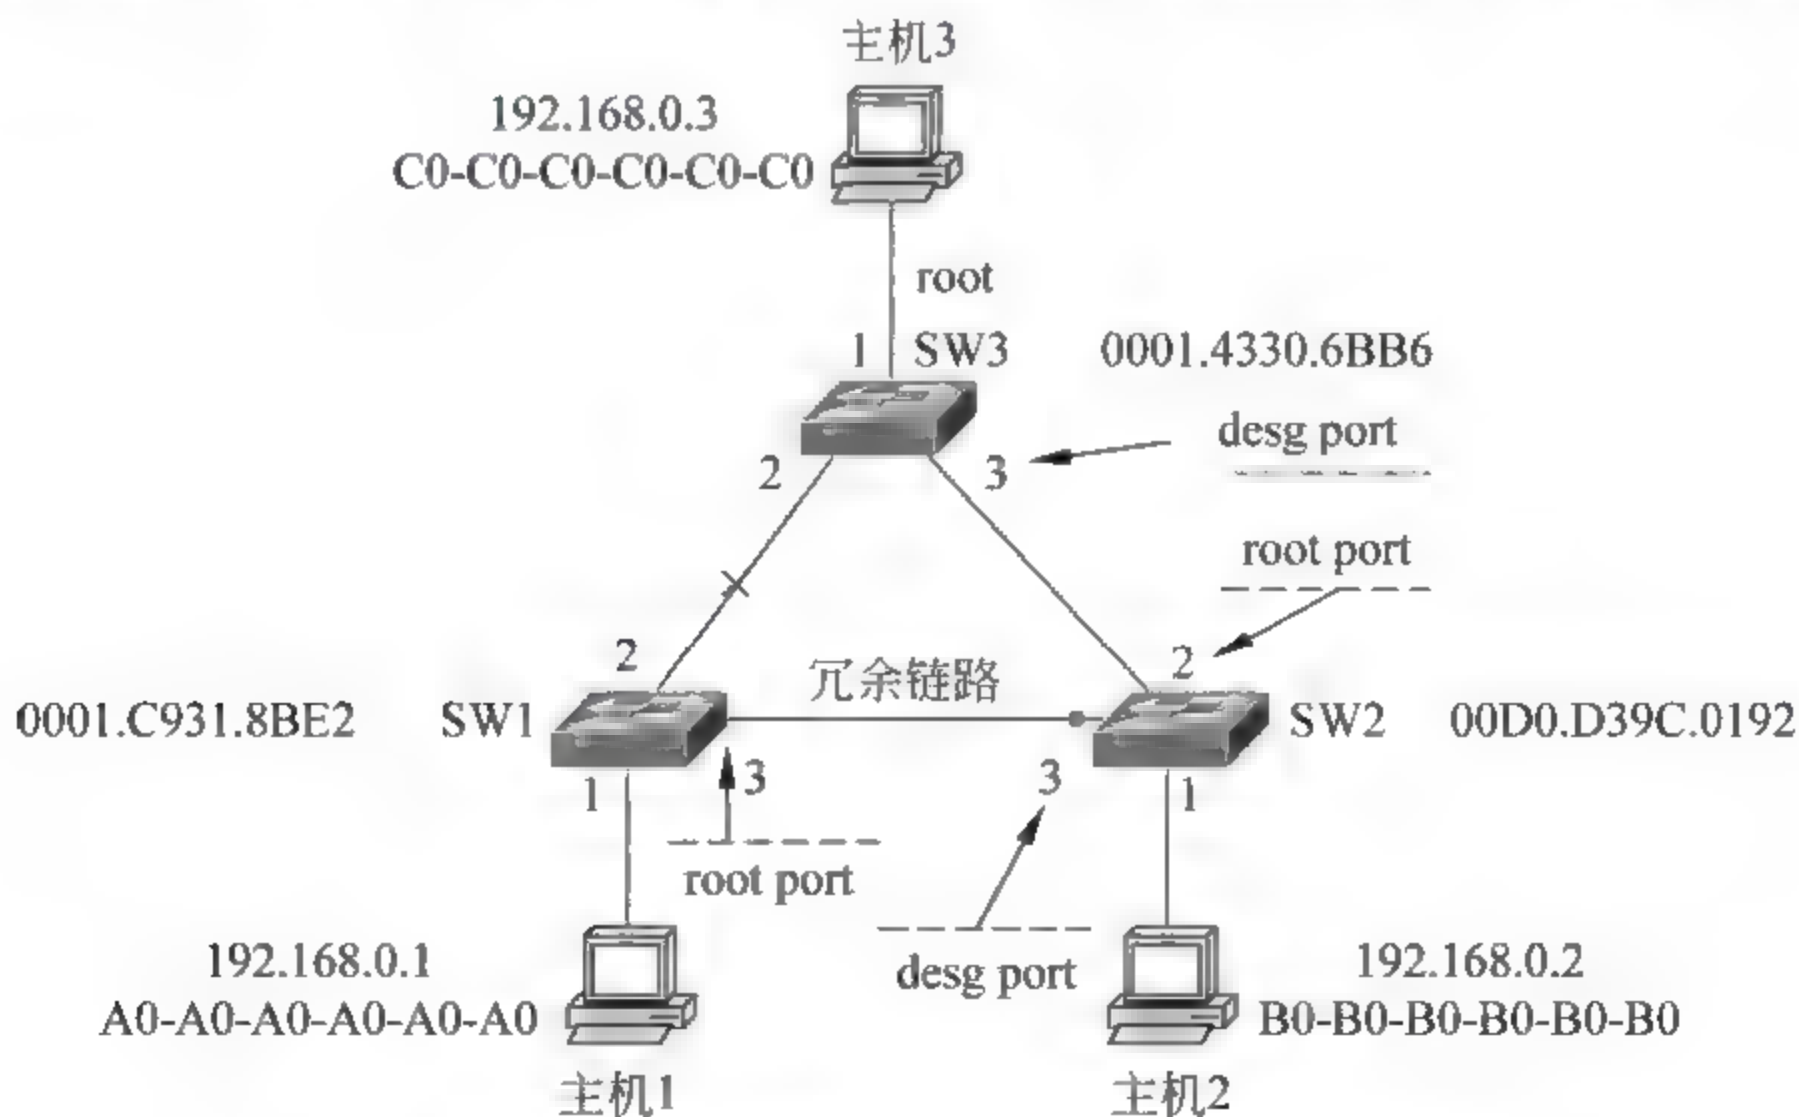 主机3
192.168.0.3
C0-C0-C0-C0-C0-C0
root
1 SW3 0001.4330.6BB6
desg port
2 3
root port
2 冗余链路 2
0001.C931.8BE2 SW1 SW2 00D0.D39C.0192
1 3 3 1
root port
desg port
192.168.0.1 192.168.0.2
A0-A0-A0-A0-A0-A0 B0-B0-B0-B0-B0-B0
主机1 主机2